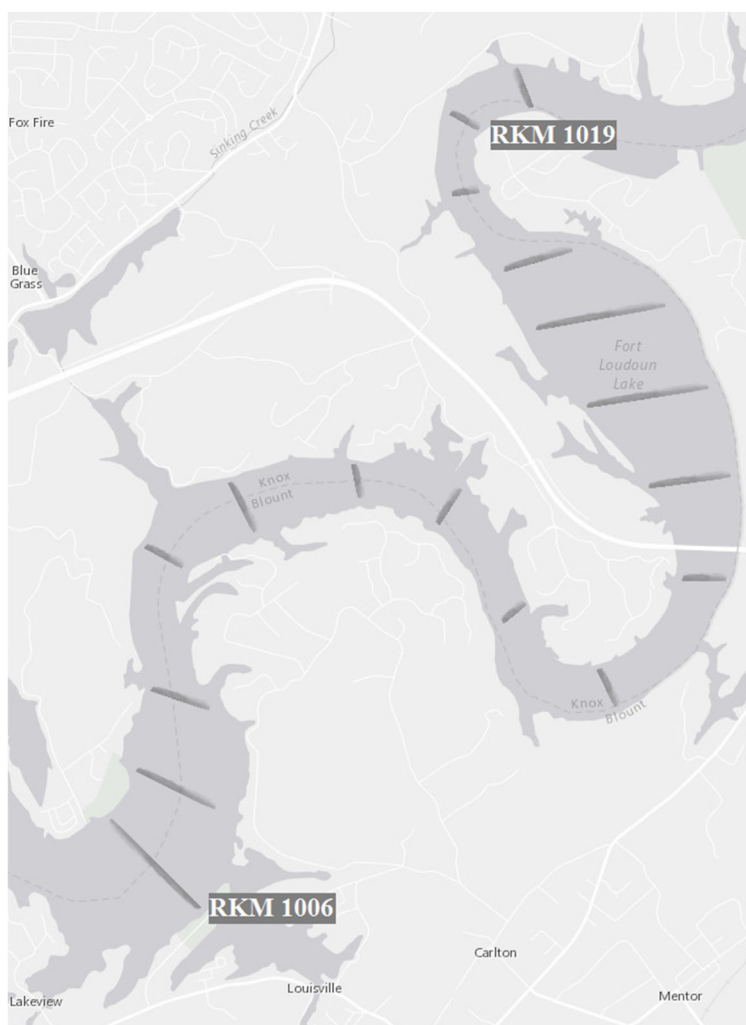 Fox Fire
Sinking Creek
RKM 1019
Blue
Grass
Fort
Loudoun
Lake
Knox
Blount
Knox
Blount
RKM 1006
Carlton
Louisville
Mentor
Lakeview